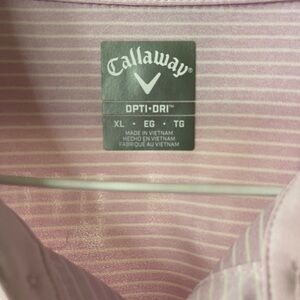 Callaway®
OPTI•DRI™
XL • EG • TG
MADE IN VIETNAM
HECHO EN VIETNAM
FABRIQUÉ AU VIETNAM